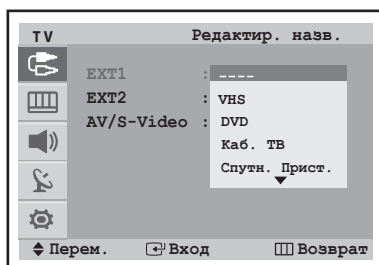 TV Редактир. назв.
EXT1 : ----
EXT2 : VHS
AV/S-Video : DVD
Каб. ТВ
Спутн. Прист.
Перем. Вход Возврат